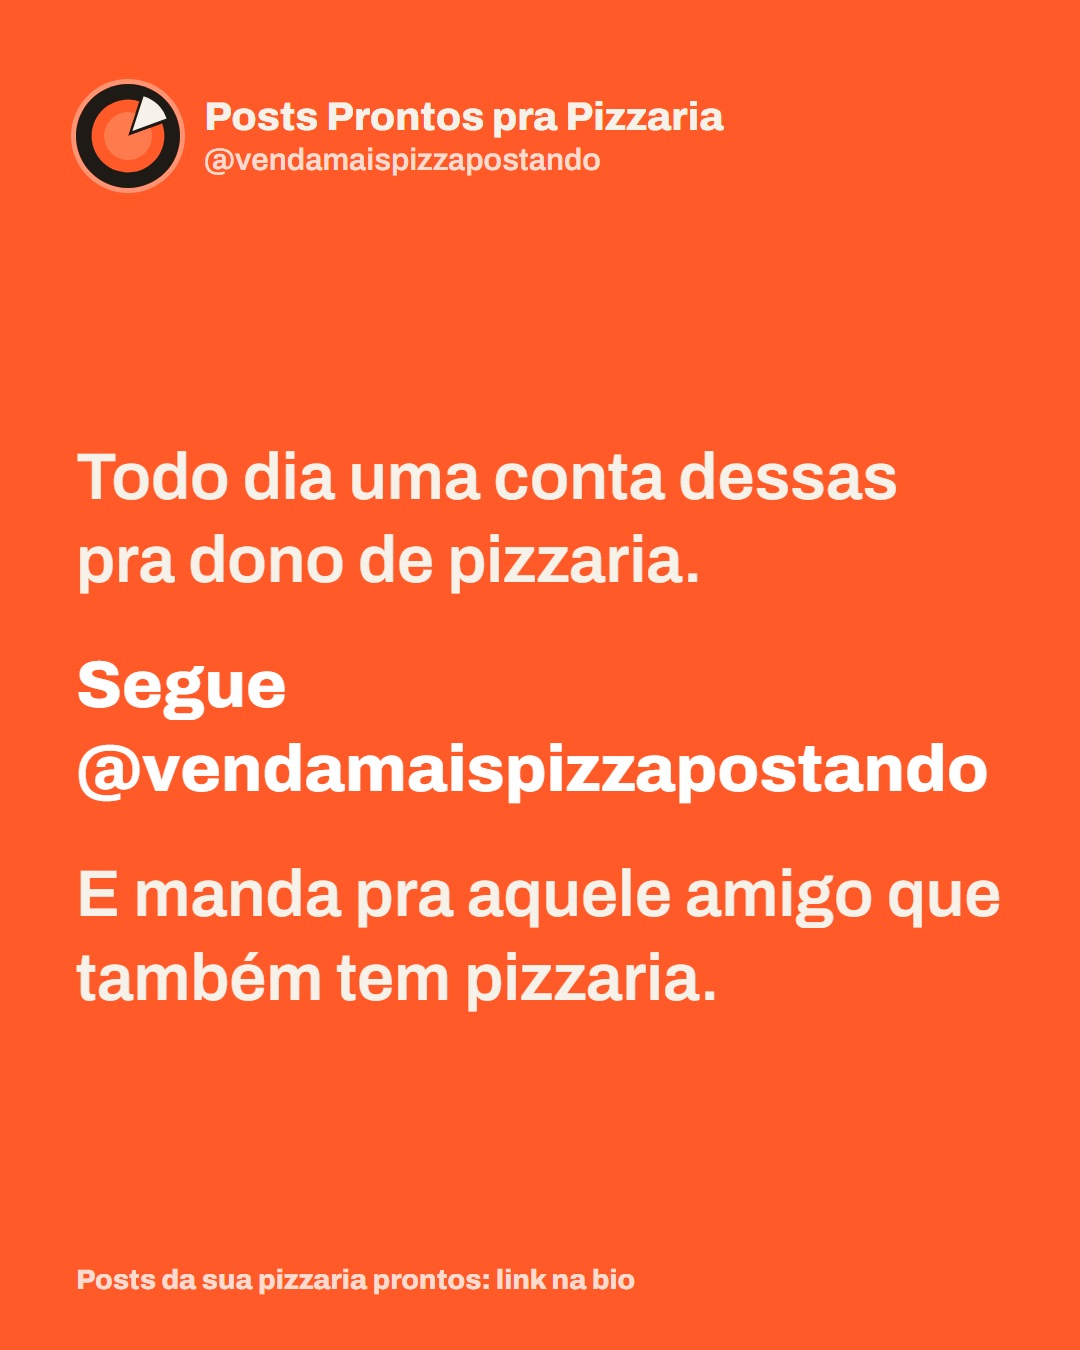 Posts Prontos pra Pizzaria
@vendamaispizzapostando
Todo dia uma conta dessas
pra dono de pizzaria.
Segue
@vendamaispizzapostando
E manda pra aquele amigo que
também tem pizzaria.
Posts da sua pizzaria prontos: link na bio